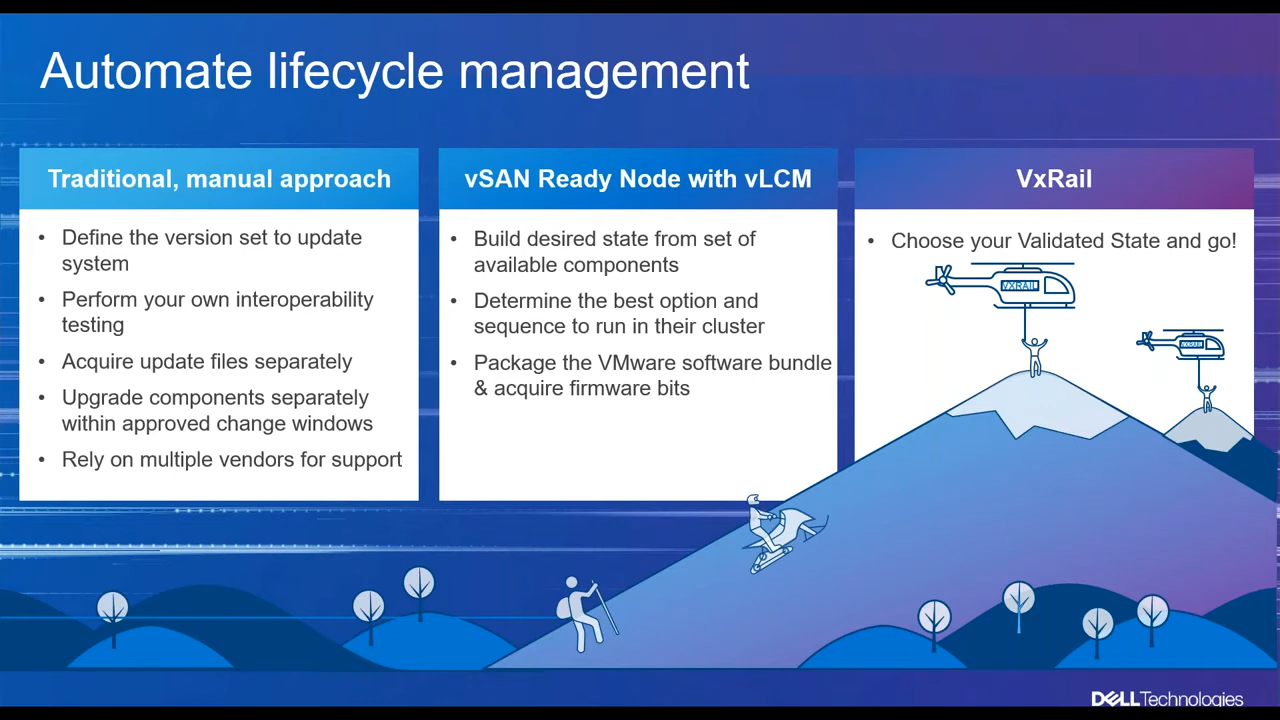 Automate lifecycle management
Traditional, manual approach
• Define the version set to update
system
• Perform your own interoperability
testing
• Acquire update files separately
• Upgrade components separately
within approved change windows
• Rely on multiple vendors for support
vSAN Ready Node with vLCM
• Build desired state from set of
available components
• Determine the best option and
sequence to run in their cluster
• Package the VMware software bundle
& acquire firmware bits
VxRail
• Choose your Validated State and go!
VXRAIL
VXRAIL
DELL Technologies